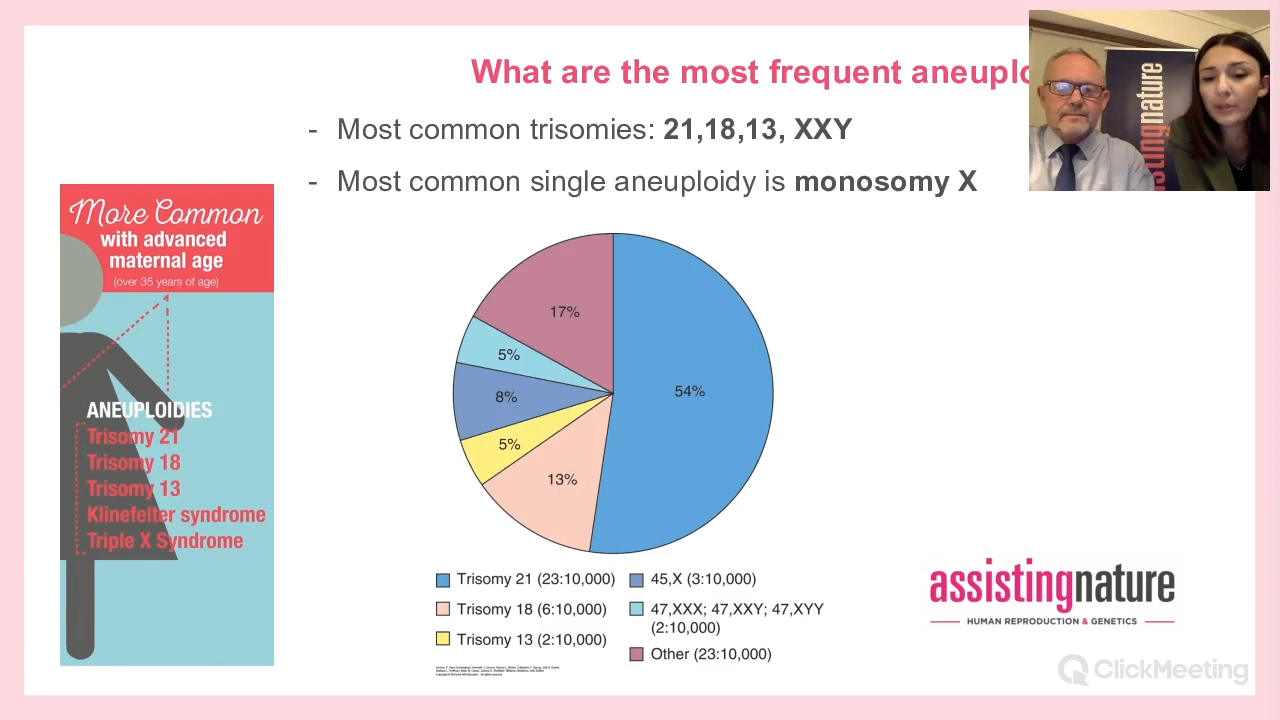 What are the most frequent aneuplo
- Most common trisomies: 21,18,13, XXY
- Most common single aneuploidy is monosomy X
More Common
with advanced
maternal age
(over 35 years of age)
ANEUPLOIDIES
Trisomy 21
Trisomy 18
Trisomy 13
Klinefelter syndrome
Triple X Syndrome
17%
5%
8%
5%
13%
54%
Trisomy 21 (23:10,000)
Trisomy 18 (6:10,000)
Trisomy 13 (2:10,000)
45,X (3:10,000)
47,XXX; 47,XXY; 47,XYY
(2:10,000)
Other (23:10,000)
assistingnature
HUMAN REPRODUCTION & GENETICS
ClickMeeting
istingnature